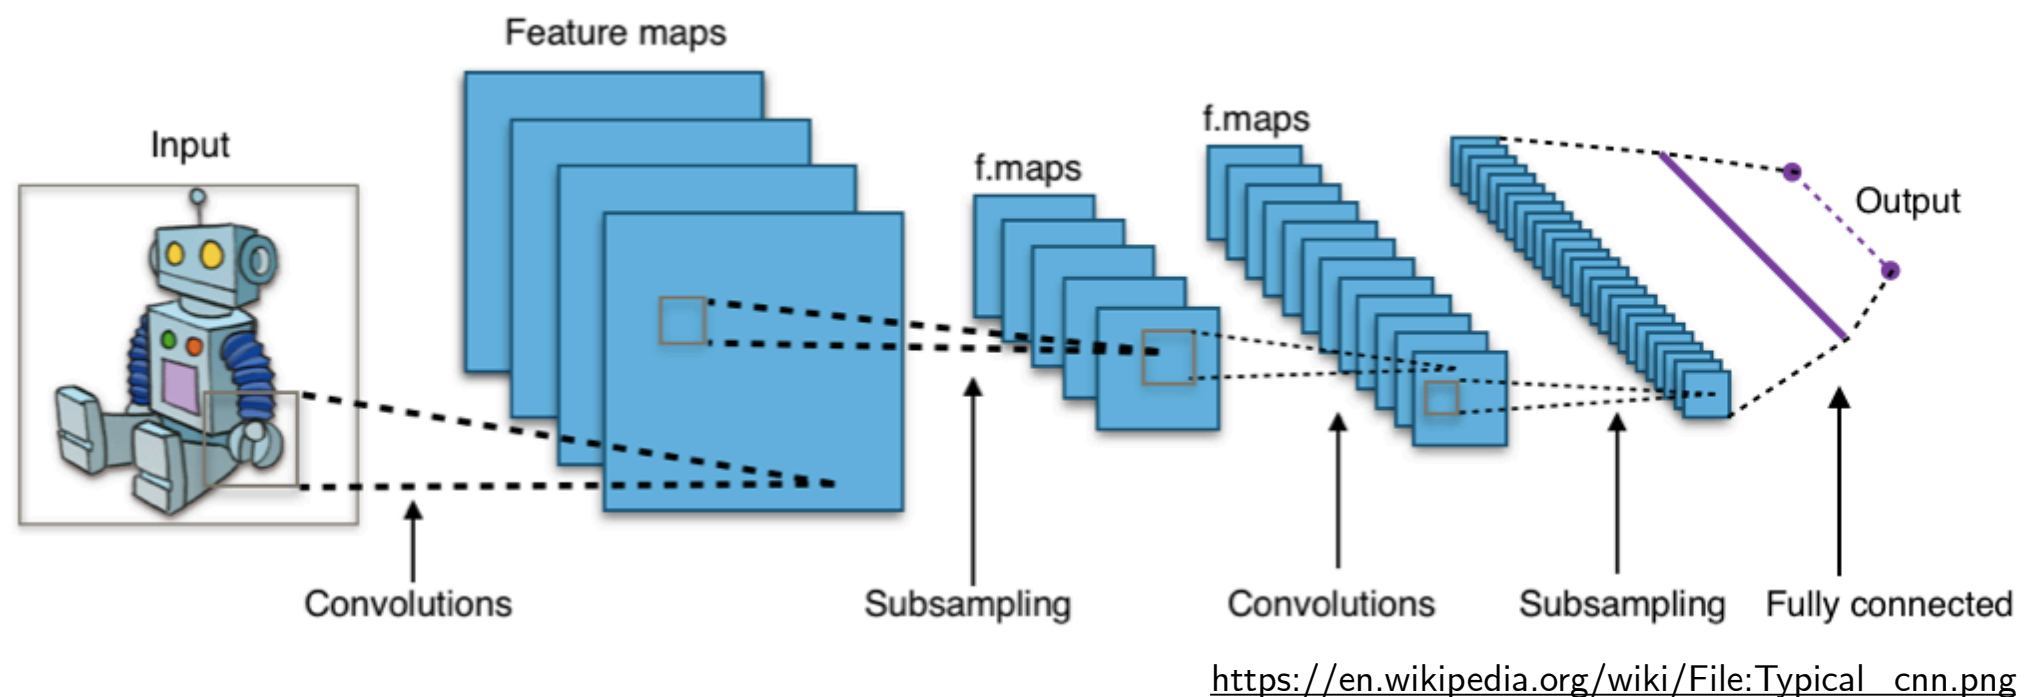 Feature maps
f.maps
Input
f.maps
Output
Convolutions
Subsampling
Convolutions
Subsampling
Fully connected
https://en.wikipedia.org/wiki/File:Typical_cnn.png